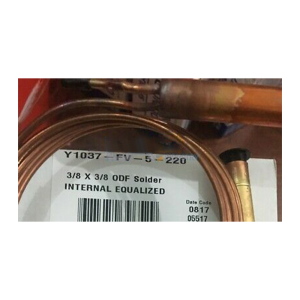 Y1037-FV-5-220
3/8 X 3/8 ODF Solder
INTERNAL EQUALIZED
Date Code
0817
05517